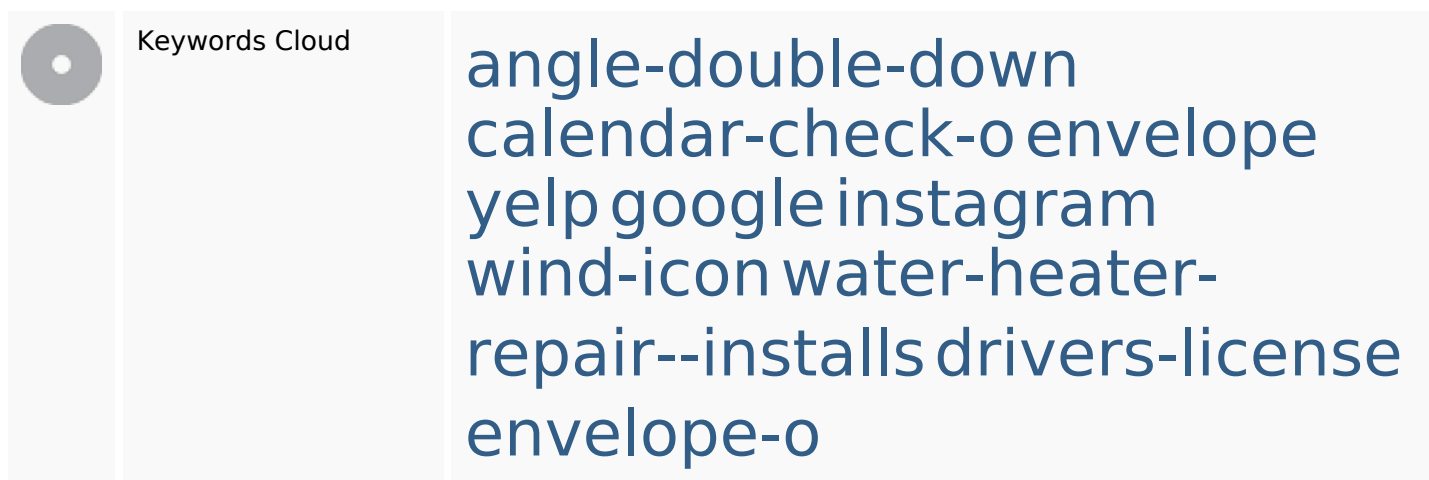 Keywords Cloud
angle-double-down
calendar-check-o envelope
yelp google instagram
wind-icon water-heater-
repair--installs drivers-license
envelope-o